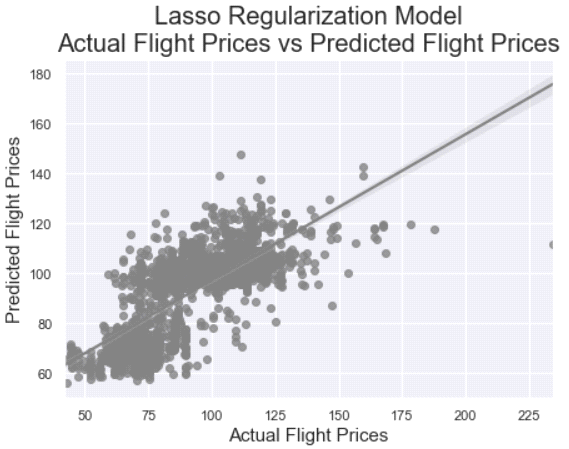 Lasso Regularization Model
Actual Flight Prices vs Predicted Flight Prices
180
160
140
120
100
80
60
Predicted Flight Prices
50 75 100 125 150 175 200 225
Actual Flight Prices